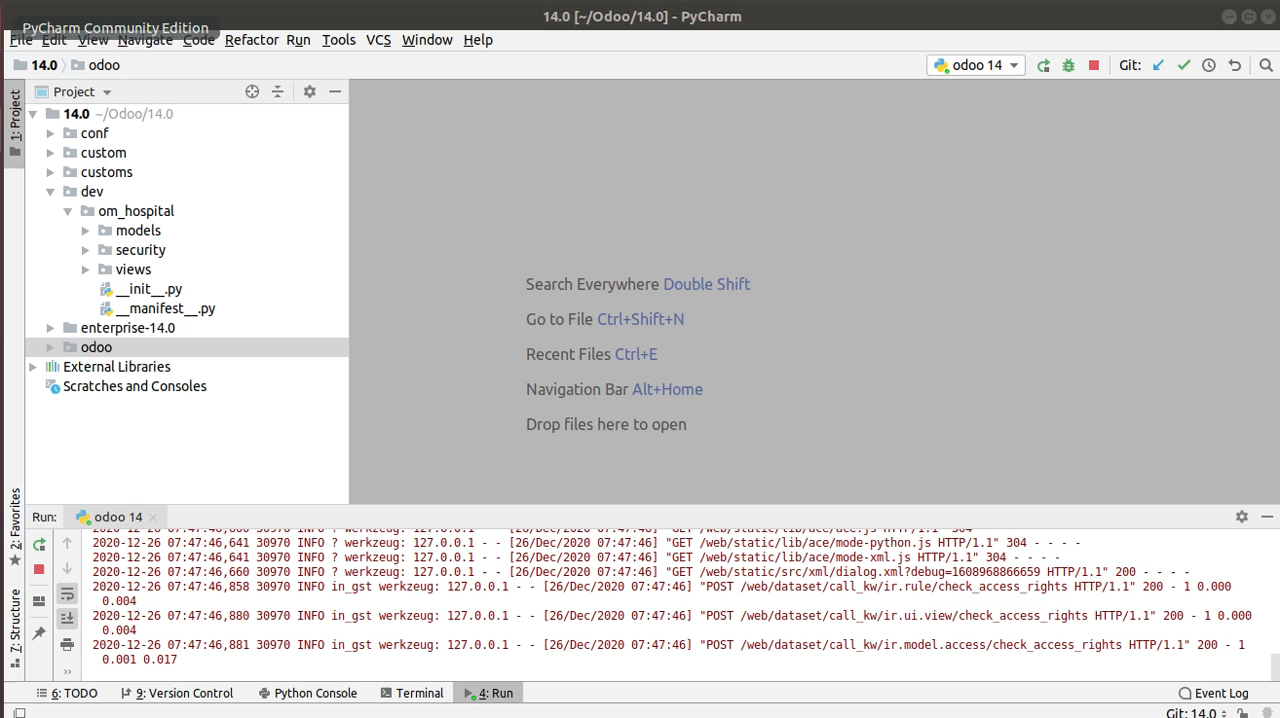 14.0 [~/Odoo/14.0] - PyCharm
PyCharm Community Edition
File Edit View Navigate Code Refactor Run Tools VCS Window Help
14.0 odoo
odoo 14 Git:
Project
1: Project
14.0 ~/Odoo/14.0
conf
custom
customs
dev
om_hospital
models
security
views
__init__.py
__manifest__.py
enterprise-14.0
odoo
External Libraries
Scratches and Consoles
Search Everywhere Double Shift
Go to File Ctrl+Shift+N
Recent Files Ctrl+E
Navigation Bar Alt+Home
Drop files here to open
2: Favorites
7: Structure
Run: odoo 14
2020-12-26 07:47:46,641 30970 INFO ? werkzeug: 127.0.0.1 - - [26/Dec/2020 07:47:46] "GET /web/static/lib/ace/mode-python.js HTTP/1.1" 304 - - - -
2020-12-26 07:47:46,641 30970 INFO ? werkzeug: 127.0.0.1 - - [26/Dec/2020 07:47:46] "GET /web/static/lib/ace/mode-xml.js HTTP/1.1" 304 - - - -
2020-12-26 07:47:46,660 30970 INFO ? werkzeug: 127.0.0.1 - - [26/Dec/2020 07:47:46] "GET /web/static/src/xml/dialog.xml?debug=1608968866659 HTTP/1.1" 200 - - - -
2020-12-26 07:47:46,858 30970 INFO in_gst werkzeug: 127.0.0.1 - - [26/Dec/2020 07:47:46] "POST /web/dataset/call_kw/ir.rule/check_access_rights HTTP/1.1" 200 - 1 0.000
0.004
2020-12-26 07:47:46,880 30970 INFO in_gst werkzeug: 127.0.0.1 - - [26/Dec/2020 07:47:46] "POST /web/dataset/call_kw/ir.ui.view/check_access_rights HTTP/1.1" 200 - 1 0.000
0.004
2020-12-26 07:47:46,881 30970 INFO in_gst werkzeug: 127.0.0.1 - - [26/Dec/2020 07:47:46] "POST /web/dataset/call_kw/ir.model.access/check_access_rights HTTP/1.1" 200 - 1
0.001 0.017
6: TODO 9: Version Control Python Console Terminal 4: Run Event Log
Git: 14.0